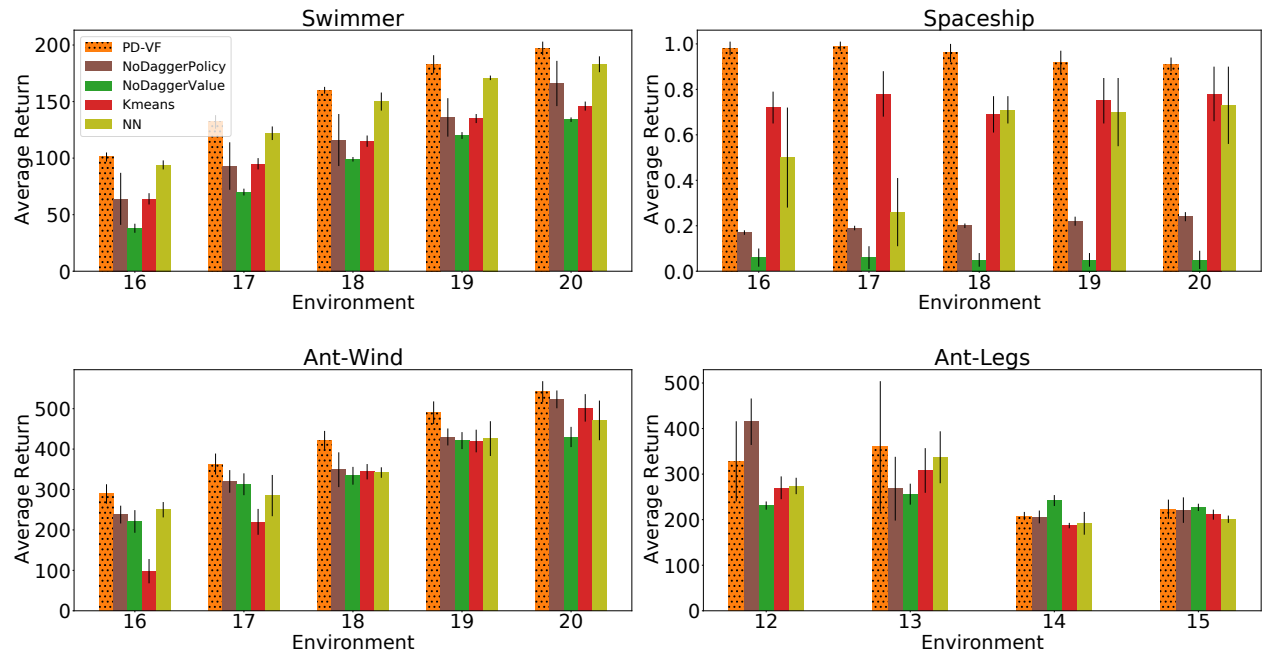 Swimmer
Average Return
200
150
100
50
0
PD-VF
NoDaggerPolicy
NoDaggerValue
Kmeans
NN
16 17 18 19 20
Environment
Spaceship
Average Return
1.0
0.8
0.6
0.4
0.2
0.0
16 17 18 19 20
Environment
Ant-Wind
Average Return
500
400
300
200
100
0
16 17 18 19 20
Environment
Ant-Legs
Average Return
500
400
300
200
100
0
12 13 14 15
Environment